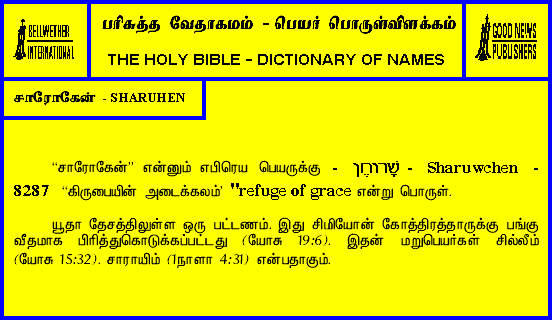 BELLWETHER
INTERNATIONAL
பரிசுத்த வேதாகமம் - பெயர் பொருள்விளக்கம்
THE HOLY BIBLE - DICTIONARY OF NAMES
GOOD NEWS
PUBLISHERS
சாரோகேன் - SHARUHEN
“சாரோகேன்” என்னும் எபிரெய பெயருக்கு - שָׁרוּחֶן - Sharuwchen -
8287 “கிருபையின் அடைக்கலம்’ "refuge of grace என்று பொருள்.
யூதா தேசத்திலுள்ள ஒரு பட்டணம். இது சிமியோன் கோத்திரத்தாருக்கு பங்கு
வீதமாக பிரித்துகொடுக்கப்பட்டது (யோசு 19:6). இதன் மறுபெயர்கள் சில்லீம்
(யோசு 15:32). சாராயிம் (1நாளா 4:31) என்பதாகும்.